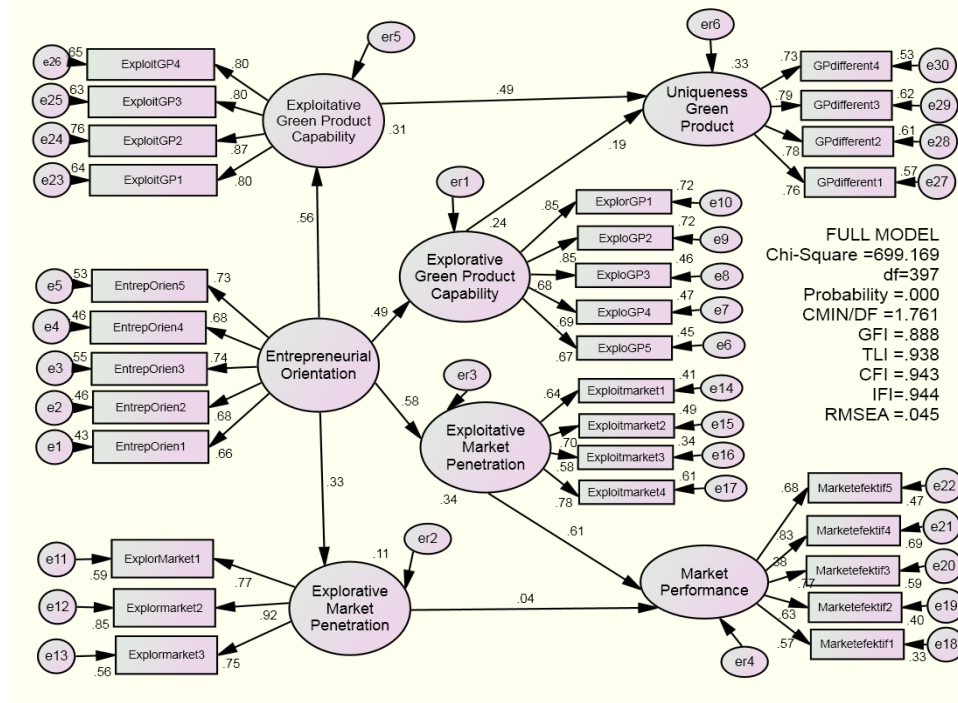 er5
er6
.33
e26
.65
ExploitGP4
.80
e25
.63
ExploitGP3
.80
e24
.76
ExploitGP2
.87
e23
.64
ExploitGP1
.80
Exploitative
Green Product
Capability
.31
.49
Uniqueness
Green
Product
.73
GPdifferent4
.53
e30
.79
GPdifferent3
.62
e29
.78
GPdifferent2
.61
e28
.76
GPdifferent1
.57
e27
.19
.56
er1
.24
Explorative
Green Product
Capability
.85
ExplorGP1
.72
e10
.85
ExploGP2
.72
e9
.68
ExploGP3
.46
e8
.69
ExploGP4
.47
e7
.67
ExploGP5
.45
e6
FULL MODEL
Chi-Square =699.169
df=397
Probability =.000
CMIN/DF =1.761
GFI =.888
TLI =.938
CFI =.943
IFI=.944
RMSEA =.045
e5
.53
EntrepOrien5
.73
e4
.46
EntrepOrien4
.68
e3
.55
EntrepOrien3
.74
e2
.46
EntrepOrien2
.68
e1
.43
EntrepOrien1
.66
Entrepreneurial
Orientation
.49
.58
.33
er3
Exploitative
Market
Penetration
.34
.64
Exploitmarket1
.41
e14
.70
Exploitmarket2
.49
e15
.58
Exploitmarket3
.34
e16
.78
Exploitmarket4
.61
e17
.61
e11
.59
ExplorMarket1
.77
e12
.85
Explormarket2
.92
e13
.56
Explormarket3
.75
.11
er2
Explorative
Market
Penetration
.04
Market
Performance
.38
er4
.68
Marketefektif5
.47
e22
.83
Marketefektif4
.69
e21
.77
Marketefektif3
.59
e20
.63
Marketefektif2
.40
e19
.57
Marketefektif1
.33
e18